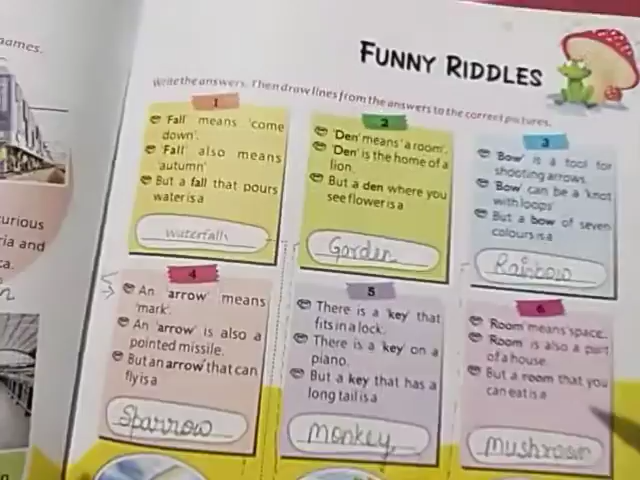 names.
FUNNY RIDDLES
Write the answers. Then draw lines from the answers to the correct pictures.
1
'Fall' means 'come
down'.
'Fall' also means
'autumn'
But a fall that pours
water is a
waterfall
2
'Den' means 'a room'.
'Den' is the home of a
lion.
But a den where you
see flower is a
Garden
3
'Bow' is a tool for
shooting arrows.
'Bow' can be a 'knot
with loops'
But a bow of seven
colours is a
Rainbow
4
An 'arrow' means
'mark'.
An 'arrow' is also a
pointed missile.
But an arrow that can
fly is a
Sparrow
5
There is a 'key' that
fits in a lock.
There is a key on a
piano.
But a key that has a
long tail is a
Monkey
6
Room means space.
Room is also a part
of a house.
But a room that you
can eat is a
Mushroom
curious
ria and
ca.